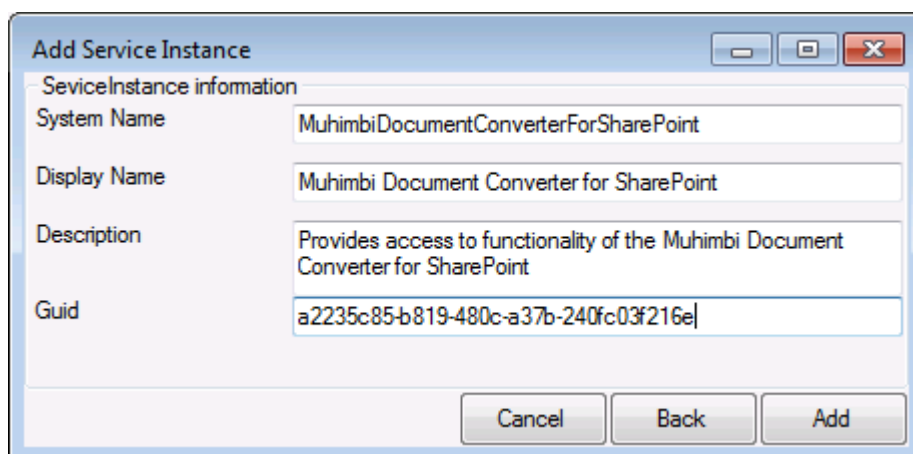 Add Service Instance
SeviceInstance information
System Name
MuhimbiDocumentConverterForSharePoint
Display Name
Muhimbi Document Converter for SharePoint
Description
Provides access to functionality of the Muhimbi Document
Converter for SharePoint
Guid
a2235c85-b819-480c-a37b-240fc03f216e
Cancel
Back
Add